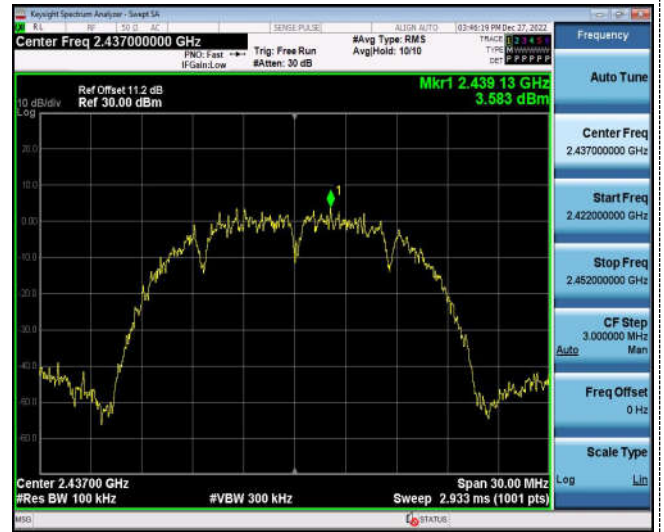 Keysight Spectrum Analyzer - Swept SA
RL RF 50 Ω AC SENSE:PULSE ALIGN AUTO 03:46:19 PM Dec 27, 2022
Center Freq 2.437000000 GHz
PNO: Fast
IFGain:Low
Trig: Free Run
#Atten: 30 dB
#Avg Type: RMS
Avg|Hold: 10/10
TRACE 1 2 3 4 5 6
TYPE M
DET P P P P P P
Ref Offset 11.2 dB
Ref 30.00 dBm
10 dB/div
Log
Mkr1 2.439 13 GHz
3.583 dBm
20.0
10.0
0.00
-10.0
-20.0
-30.0
-40.0
-50.0
-60.0
1
Center 2.43700 GHz
#Res BW 100 kHz
#VBW 300 kHz
Span 30.00 MHz
Sweep 2.933 ms (1001 pts)
MSG
STATUS
Frequency
Auto Tune
Center Freq
2.437000000 GHz
Start Freq
2.422000000 GHz
Stop Freq
2.452000000 GHz
CF Step
3.000000 MHz
Auto Man
Freq Offset
0 Hz
Scale Type
Log Lin